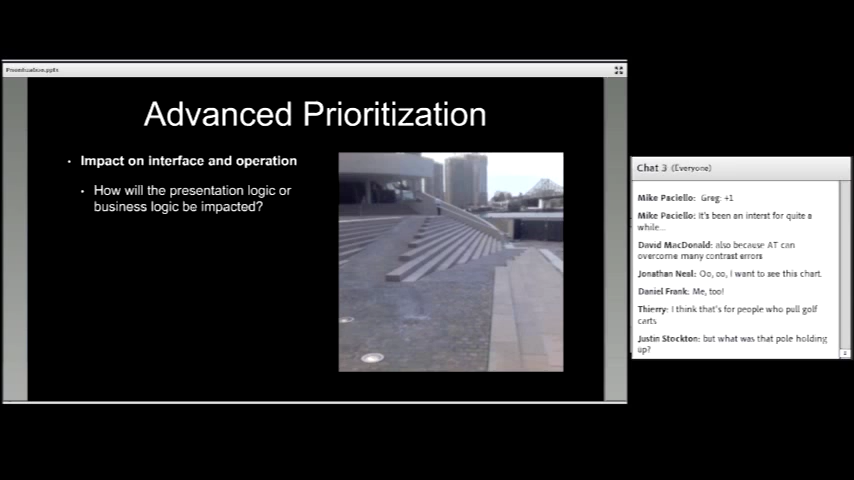 Advanced Prioritization
• Impact on interface and operation
• How will the presentation logic or
business logic be impacted?
Chat 3 (Everyone)
Mike Paciello: Greg: +1
Mike Paciello: It's been an interst for quite a
while...
David MacDonald: also because AT can
overcome many contrast errors
Jonathan Neal: Oo, oo, I want to see this chart.
Daniel Frank: Me, too!
Thierry: I think that's for people who pull golf
carts
Justin Stockton: but what was that pole holding
up?